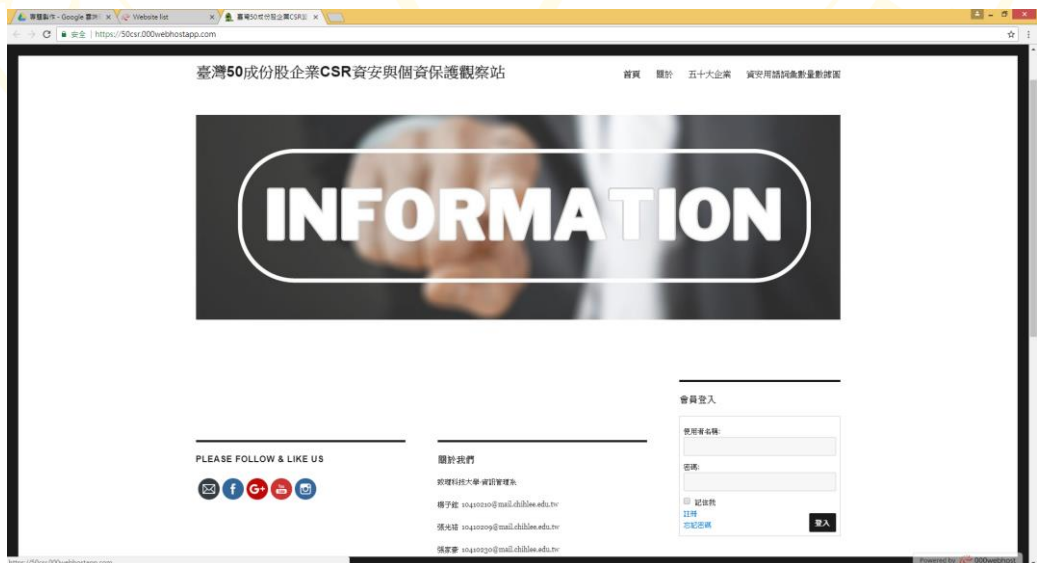 Website list
安全 | https://50csr.000webhostapp.com
臺灣50成份股企業CSR資安與個資保護觀察站
首頁 關於 五十大企業 資安用語詞彙數量數據圖
INFORMATION
會員登入
使用者名稱:
密碼:
記住我
註冊
忘記密碼
登入
PLEASE FOLLOW & LIKE US
關於我們
致理科技大學-資訊管理系
10410210@mail.chihlee.edu.tw
10410209@mail.chihlee.edu.tw
10410230@mail.chihlee.edu.tw
Powered by 000webhost